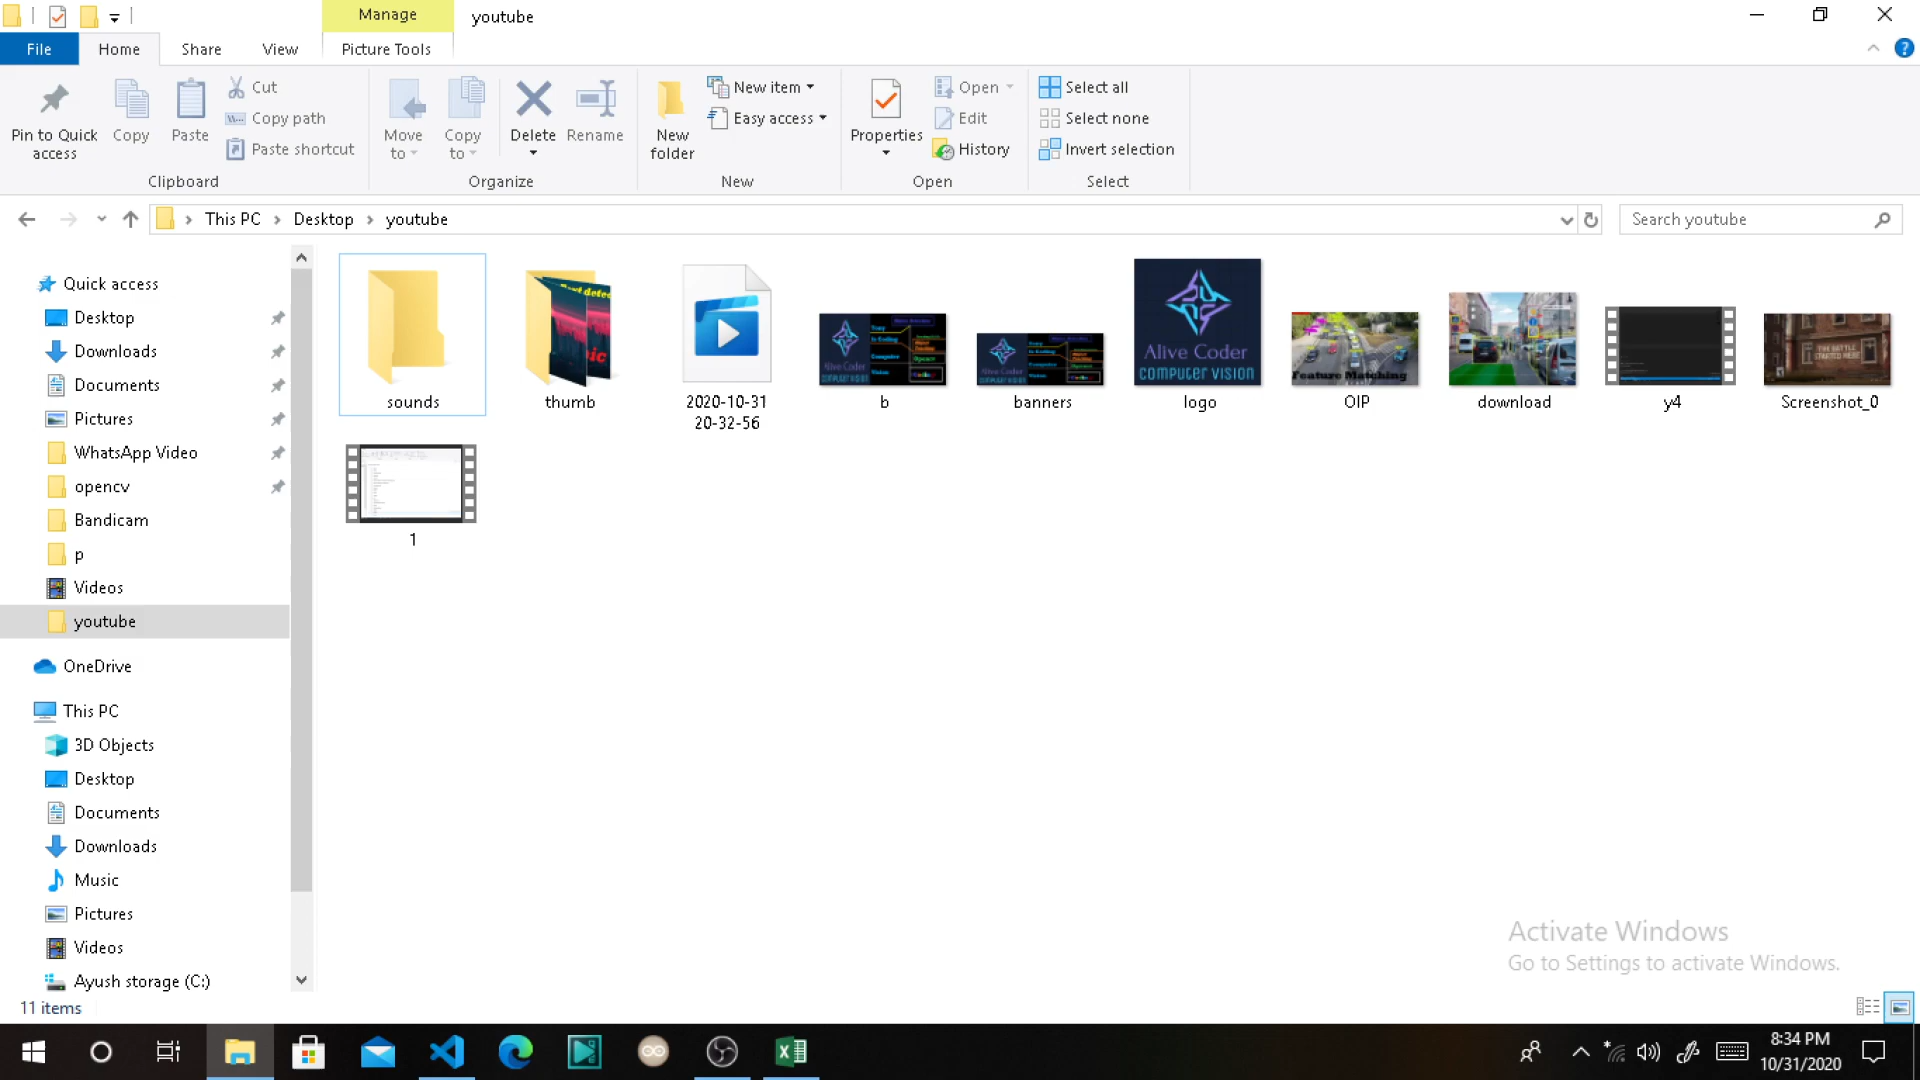 Manage
youtube
File
Home
Share
View
Picture Tools
Pin to Quick access
Copy
Paste
Cut
Copy path
Paste shortcut
Clipboard
Move to
Copy to
Delete
Rename
Organize
New folder
New item
Easy access
New
Properties
Open
Edit
History
Open
Select all
Select none
Invert selection
Select
This PC > Desktop > youtube
Search youtube
Quick access
Desktop
Downloads
Documents
Pictures
WhatsApp Video
opencv
Bandicam
p
Videos
youtube
OneDrive
This PC
3D Objects
Desktop
Documents
Downloads
Music
Pictures
Videos
Ayush storage (C:)
sounds
thumb
2020-10-31
20-32-56
b
banners
Alive Coder
COMPUTER VISION
logo
Feature Matching
OIP
download
y4
THE BATTLE
STARTED HERE
Screenshot_0
1
Activate Windows
Go to Settings to activate Windows.
11 items
8:34 PM
10/31/2020